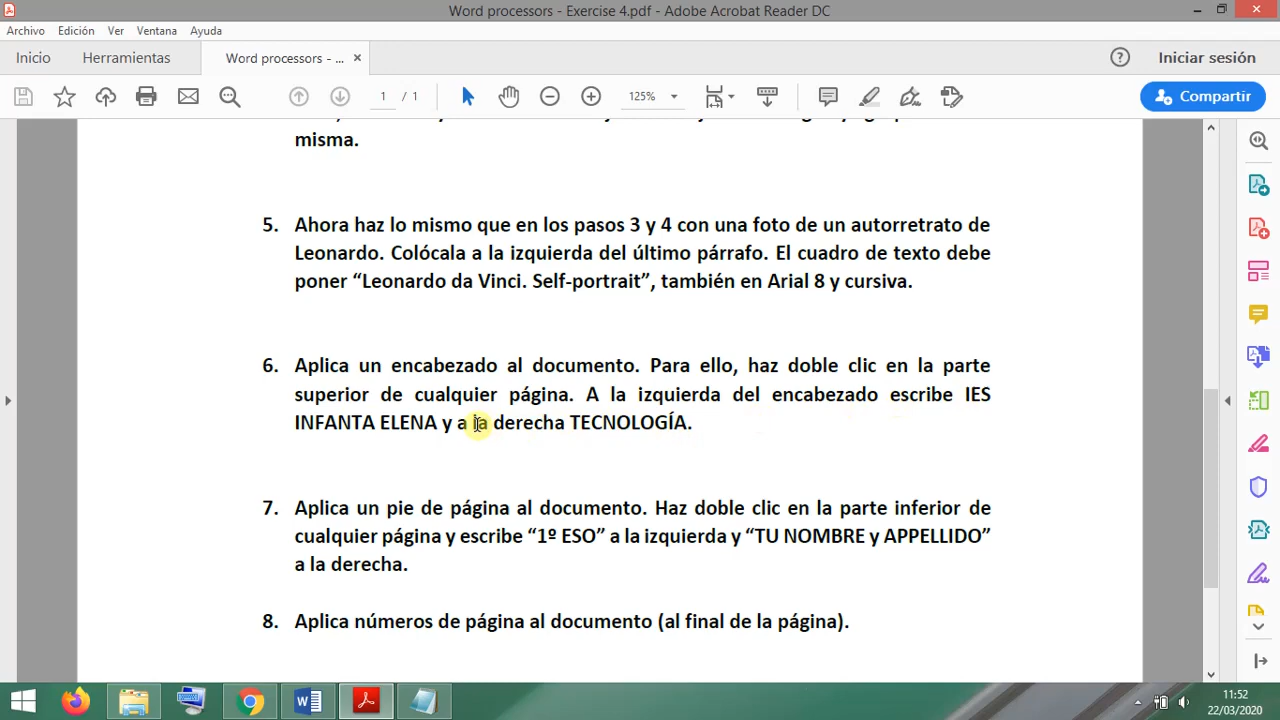 Word processors - Exercise 4.pdf - Adobe Acrobat Reader DC
Archivo Edición Ver Ventana Ayuda
Inicio Herramientas Word processors - ... × Iniciar sesión
1 / 1 125% Compartir
misma.
5. Ahora haz lo mismo que en los pasos 3 y 4 con una foto de un autorretrato de
Leonardo. Colócala a la izquierda del último párrafo. El cuadro de texto debe
poner “Leonardo da Vinci. Self-portrait”, también en Arial 8 y cursiva.
6. Aplica un encabezado al documento. Para ello, haz doble clic en la parte
superior de cualquier página. A la izquierda del encabezado escribe IES
INFANTA ELENA y a la derecha TECNOLOGÍA.
7. Aplica un pie de página al documento. Haz doble clic en la parte inferior de
cualquier página y escribe “1º ESO” a la izquierda y “TU NOMBRE y APPELLIDO”
a la derecha.
8. Aplica números de página al documento (al final de la página).
11:52
22/03/2020